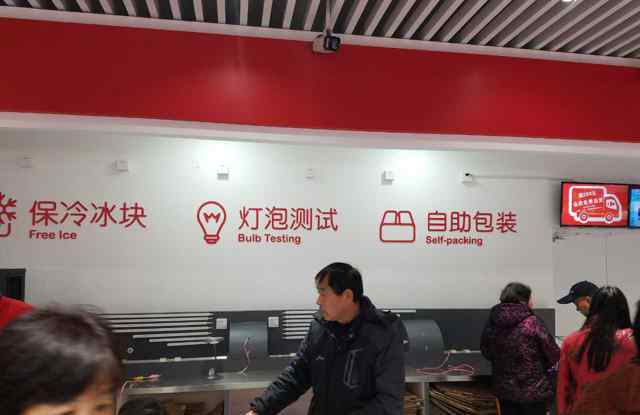 保冷冰块
Free Ice
灯泡测试
Bulb Testing
自助包装
Self-packing